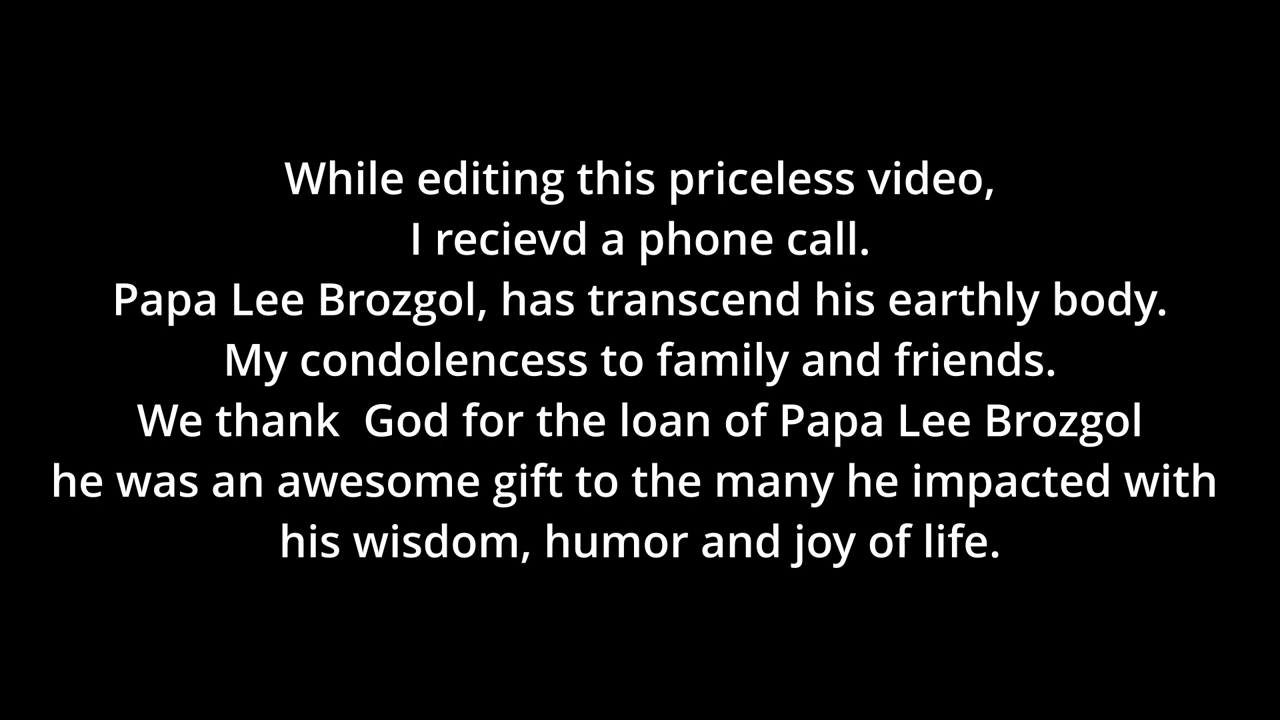 While editing this priceless video,
I recievd a phone call.
Papa Lee Brozgol, has transcend his earthly body.
My condolencess to family and friends.
We thank  God for the loan of Papa Lee Brozgol
he was an awesome gift to the many he impacted with
his wisdom, humor and joy of life.